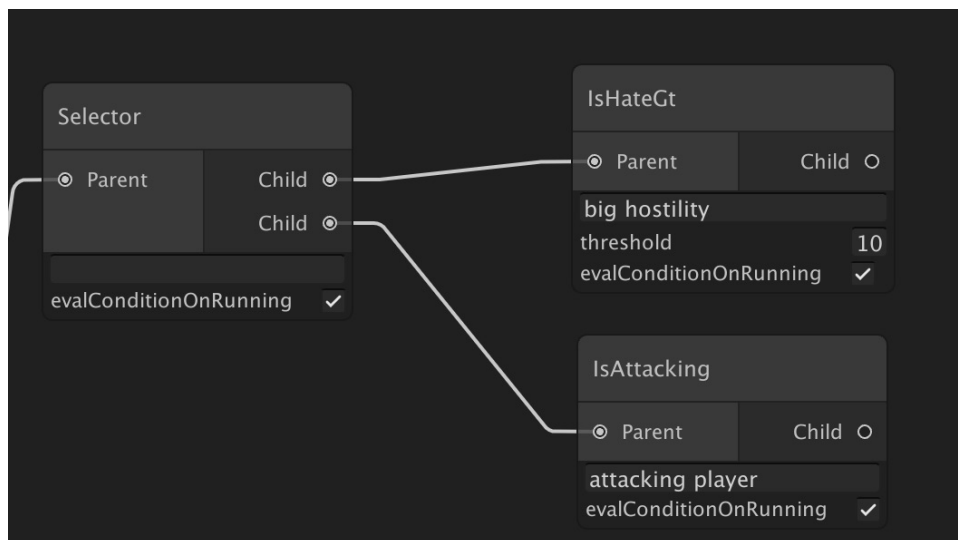 Selector
Parent
Child
Child
evalConditionOnRunning
IsHateGt
Parent
Child
big hostility
threshold
10
evalConditionOnRunning
IsAttacking
Parent
Child
attacking player
evalConditionOnRunning